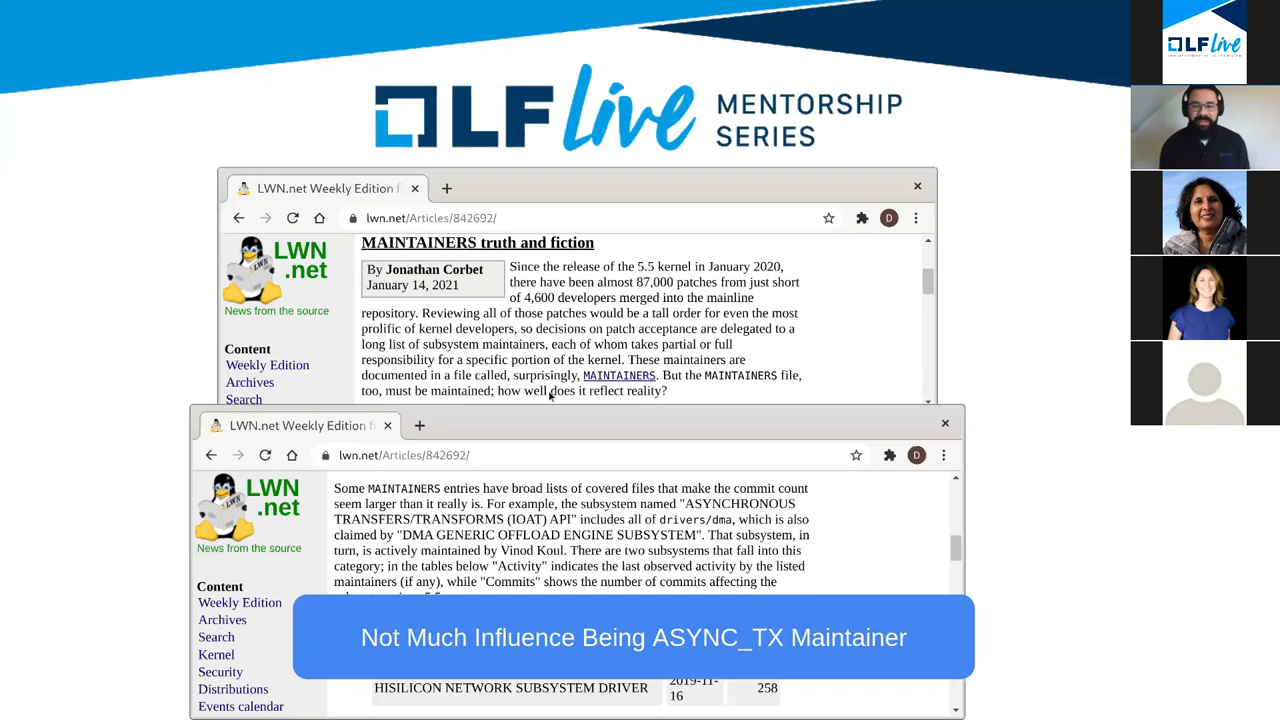 LF live MENTORSHIP
SERIES
LF live
LWN.net Weekly Edition f
lwn.net/Articles/842692/
D
LWN
.net
News from the source
Content
Weekly Edition
Archives
Search
MAINTAINERS truth and fiction
By Jonathan Corbet
January 14, 2021
Since the release of the 5.5 kernel in January 2020,
there have been almost 87,000 patches from just short
of 4,600 developers merged into the mainline
repository. Reviewing all of those patches would be a tall order for even the most
prolific of kernel developers, so decisions on patch acceptance are delegated to a
long list of subsystem maintainers, each of whom takes partial or full
responsibility for a specific portion of the kernel. These maintainers are
documented in a file called, surprisingly, MAINTAINERS. But the MAINTAINERS file,
too, must be maintained; how well does it reflect reality?
LWN.net Weekly Edition f
lwn.net/Articles/842692/
D
LWN
.net
News from the source
Content
Weekly Edition
Archives
Search
Kernel
Security
Distributions
Events calendar
Some MAINTAINERS entries have broad lists of covered files that make the commit count
seem larger than it really is. For example, the subsystem named "ASYNCHRONOUS
TRANSFERS/TRANSFORMS (IOAT) API" includes all of drivers/dma, which is also
claimed by "DMA GENERIC OFFLOAD ENGINE SUBSYSTEM". That subsystem, in
turn, is actively maintained by Vinod Koul. There are two subsystems that fall into this
category; in the tables below "Activity" indicates the last observed activity by the listed
maintainers (if any), while "Commits" shows the number of commits affecting the
Not Much Influence Being ASYNC_TX Maintainer
HISILICON NETWORK SUBSYSTEM DRIVER 2019-11-
16 258